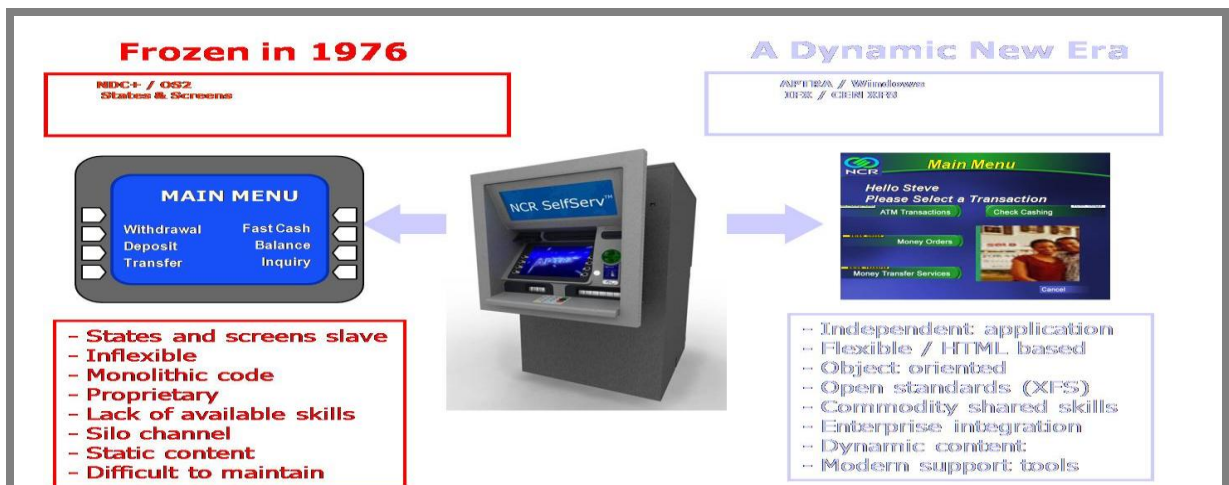 Frozen in 1976
NDC+ / OS2
States & Screens
MAIN MENU
Withdrawal FastCash
Deposit Balance
Transfer Inquiry
- States and screens slave
- Inflexible
- Monolithic code
- Proprietary
- Lack of available skills
- Silo channel
- Static content
- Difficult to maintain
NCR SelfServ™
A Dynamic New Era
APTRA / Windows
IFX / CEN XFS
NCR
Main Menu
Hello Steve
Please Select a Transaction
ATM Transactions
Check Cashing
Money Orders
Money Transfer Services
Cancel
- Independent application
- Flexible / HTML based
- Object oriented
- Open standards (XFS)
- Commodity shared skills
- Enterprise integration
- Dynamic content
- Modern support tools